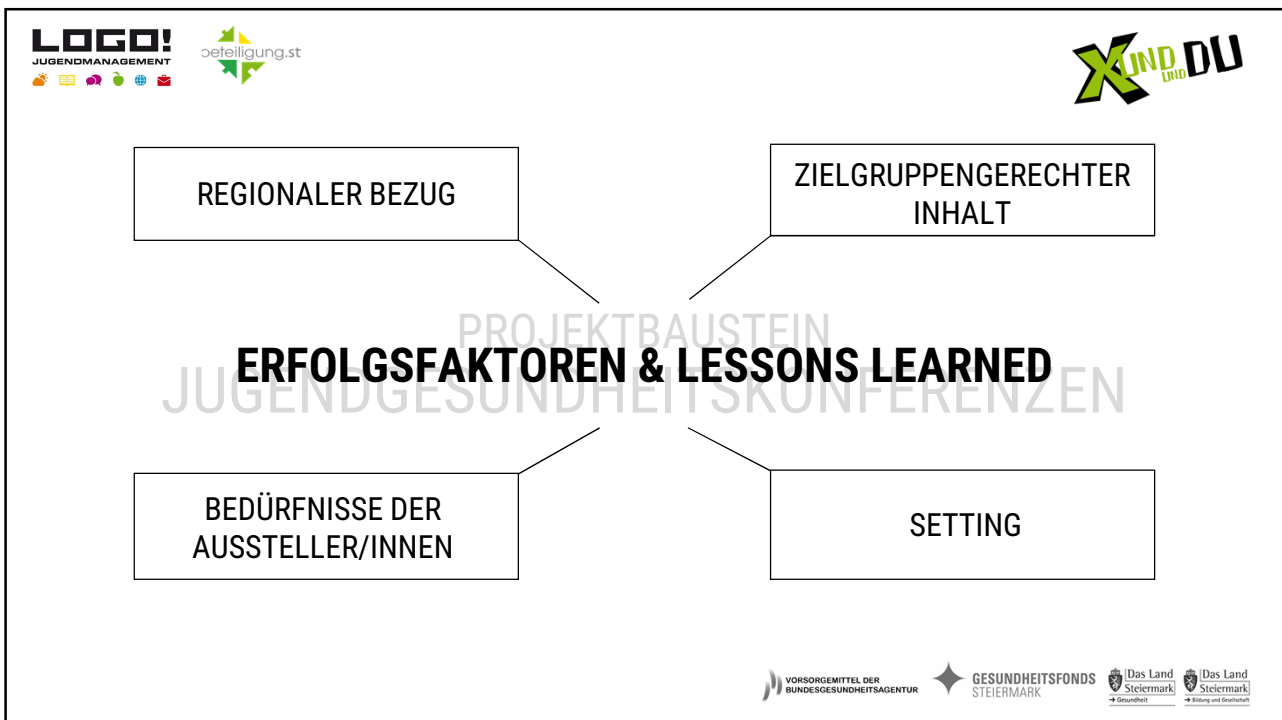 LOGO!
JUGENDMANAGEMENT
beteiligung.st
XUND UND DU
REGIONALER BEZUG
ZIELGRUPPENGERECHTER
INHALT
PROJEKTBAUSTEIN
ERFOLGSFAKTOREN & LESSONS LEARNED
JUGENDGESUNDHEITSKONFERENZEN
BEDÜRFNISSE DER
AUSSTELLER/INNEN
SETTING
VORSORGEMITTEL DER
BUNDESGESUNDHEITSAGENTUR
GESUNDHEITSFONDS
STEIERMARK
Das Land
Steiermark
→ Gesundheit
Das Land
Steiermark
→ Bildung und Gesellschaft